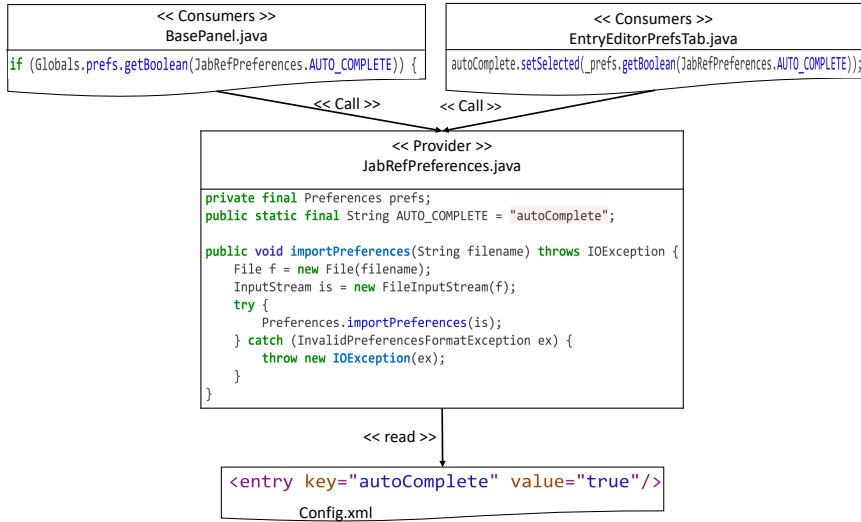 << Consumers >>
BasePanel.java
if (Globals.prefs.getBoolean(JabRefPreferences.AUTO_COMPLETE)) {
<< Consumers >>
EntryEditorPrefsTab.java
autoComplete.setSelected(_prefs.getBoolean(JabRefPreferences.AUTO_COMPLETE));
<< Call >>
<< Call >>
<< Provider >>
JabRefPreferences.java
private final Preferences prefs;
public static final String AUTO_COMPLETE = "autoComplete";
public void importPreferences(String filename) throws IOException {
File f = new File(filename);
InputStream is = new FileInputStream(f);
try {
Preferences.importPreferences(is);
} catch (InvalidPreferencesFormatException ex) {
throw new IOException(ex);
}
}
<< read >>
<entry key="autoComplete" value="true"/>
Config.xml